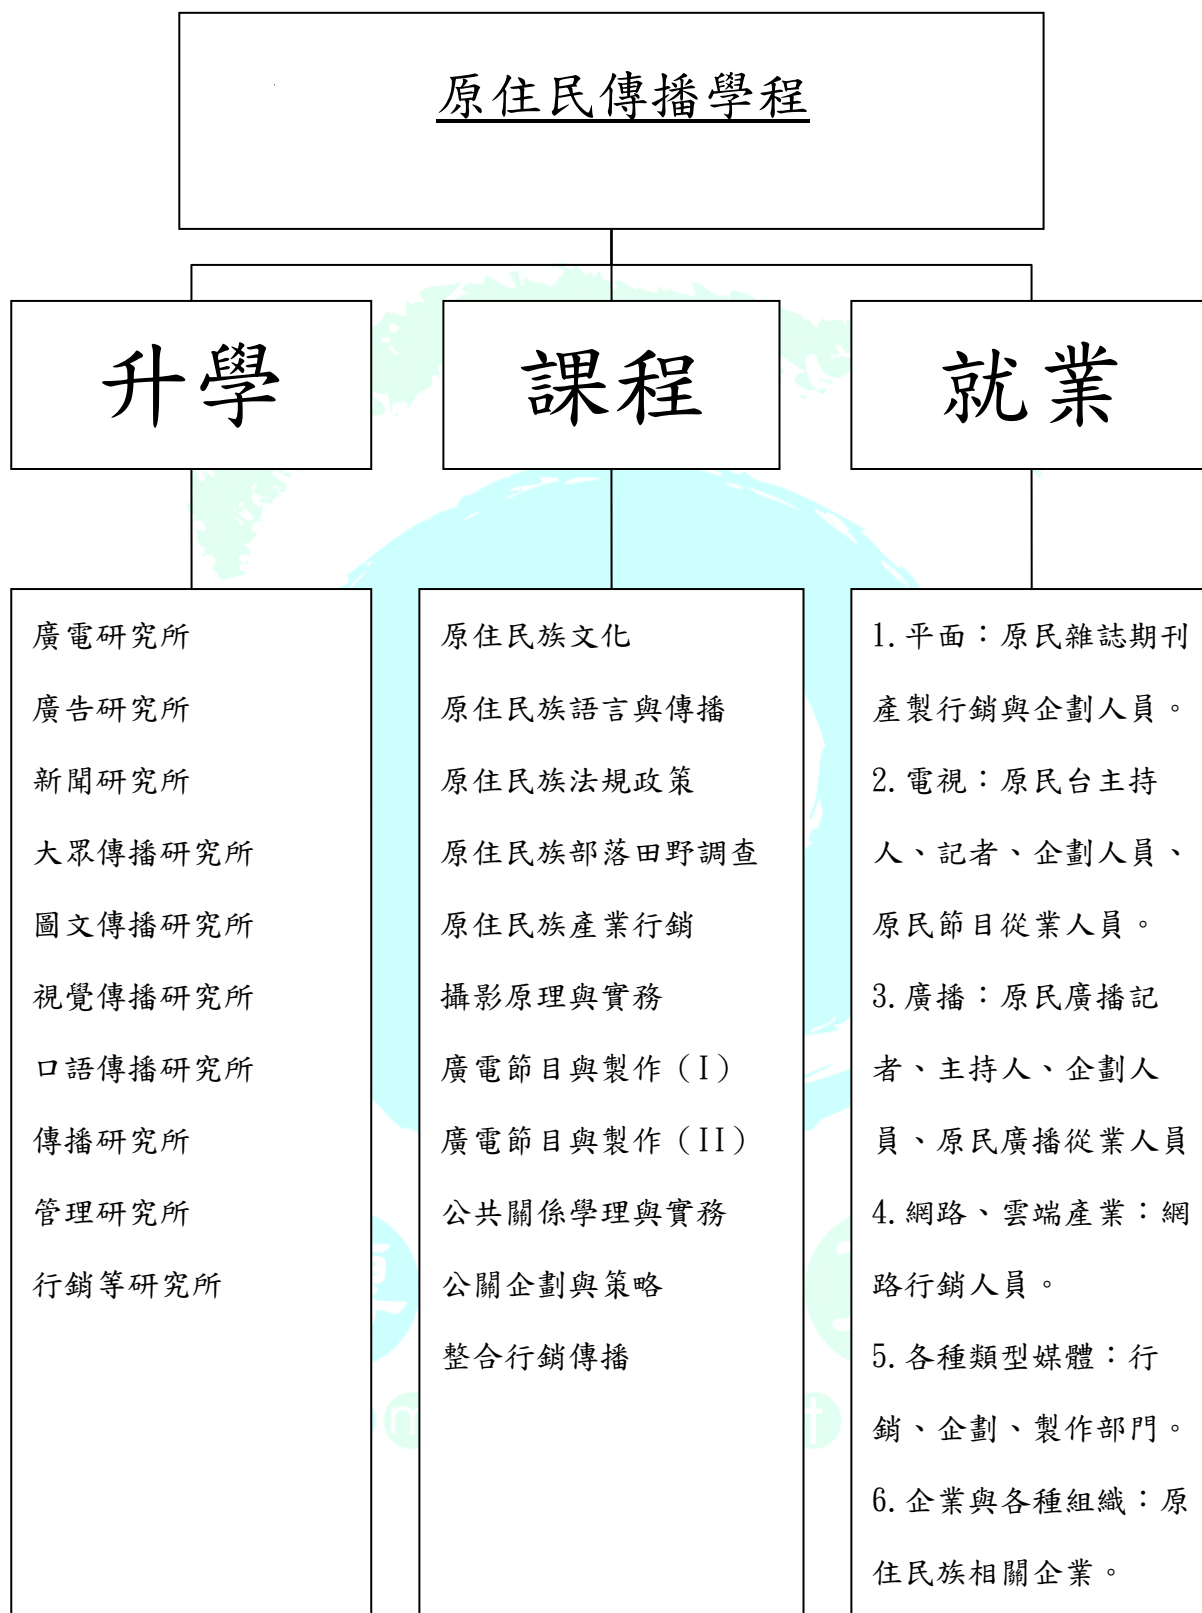 原住民傳播學程
升學
課程
就業
廣電研究所
廣告研究所
新聞研究所
大眾傳播研究所
圖文傳播研究所
視覺傳播研究所
口語傳播研究所
傳播研究所
管理研究所
行銷等研究所
原住民族文化
原住民族語言與傳播
原住民族法規政策
原住民族部落田野調查
原住民族產業行銷
攝影原理與實務
廣電節目與製作（I）
廣電節目與製作（II）
公共關係學理與實務
公關企劃與策略
整合行銷傳播
1.平面：原民雜誌期刊
產製行銷與企劃人員。
2.電視：原民台主持
人、記者、企劃人員、
原民節目從業人員。
3.廣播：原民廣播記
者、主持人、企劃人
員、原民廣播從業人員
4.網路、雲端產業：網
路行銷人員。
5.各種類型媒體：行
銷、企劃、製作部門。
6.企業與各種組織：原
住民族相關企業。